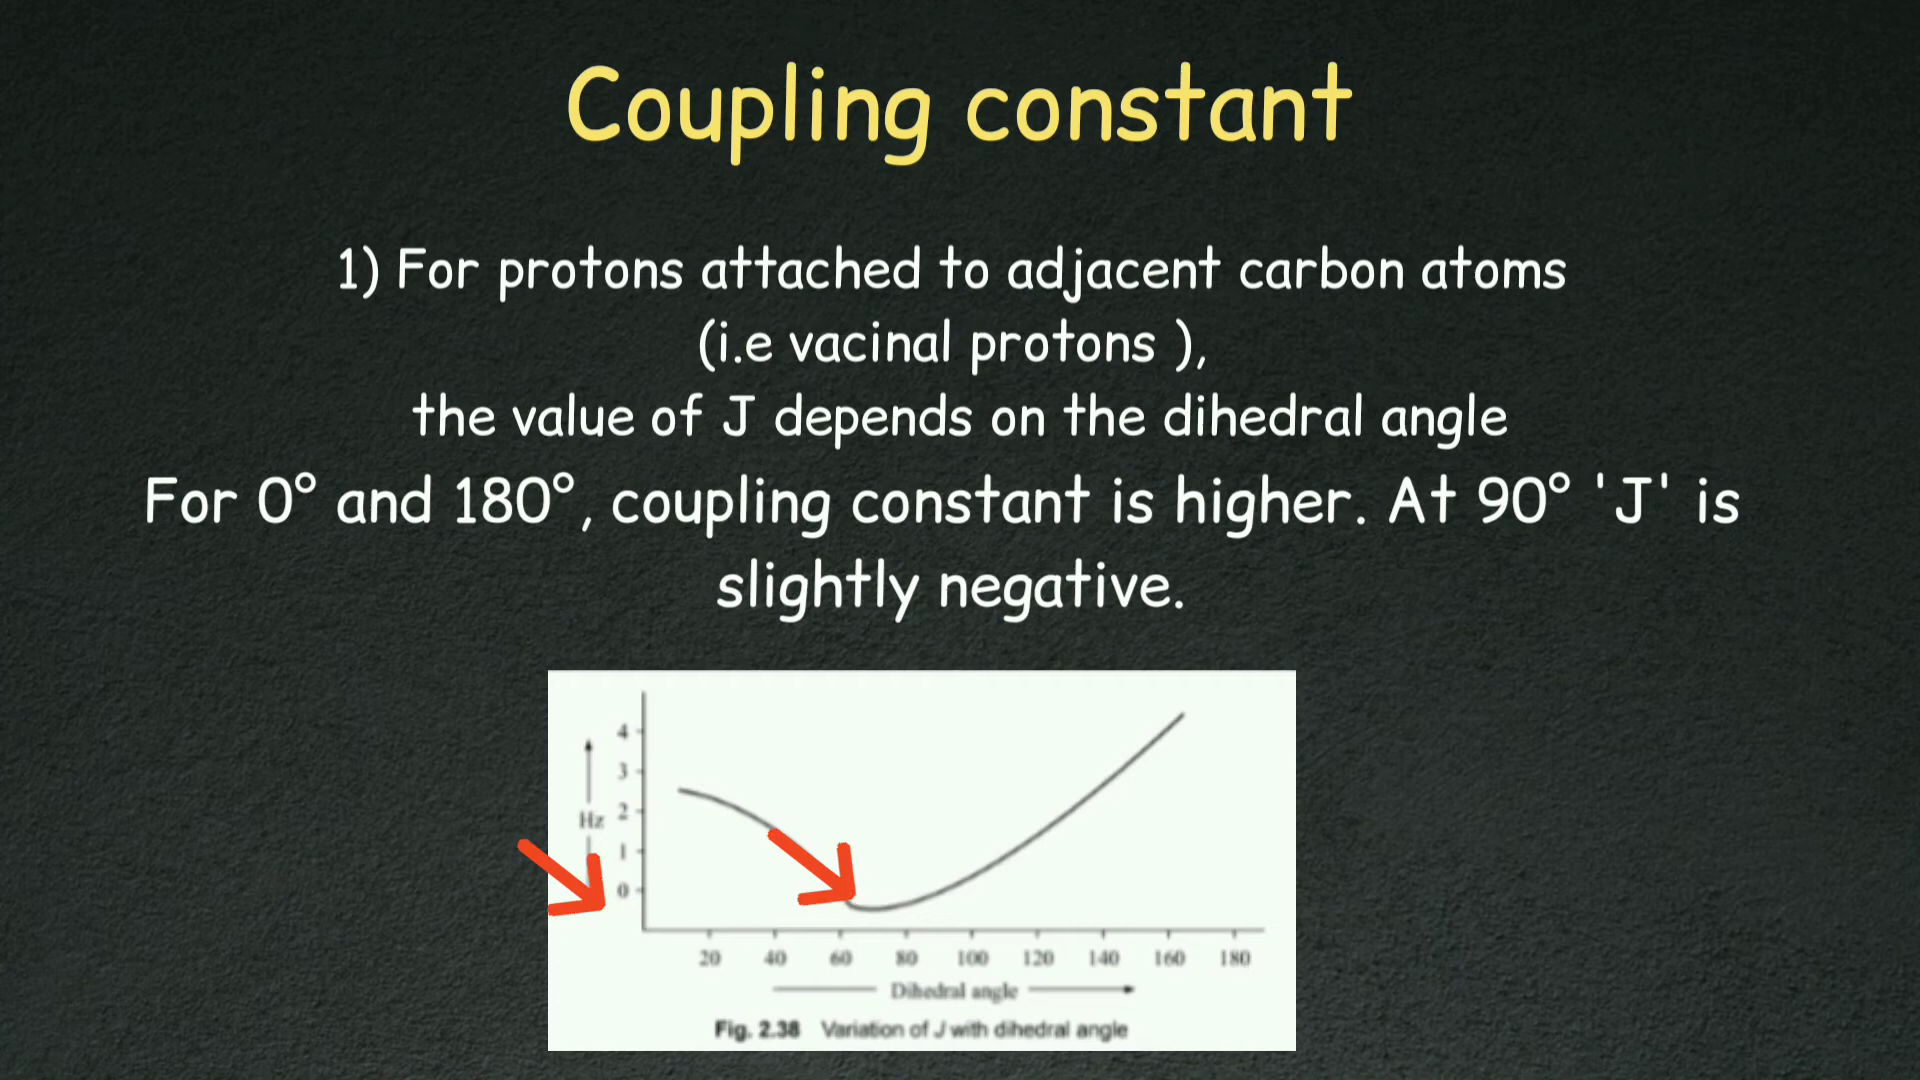 Coupling constant
1) For protons attached to adjacent carbon atoms
(i.e vacinal protons ),
the value of J depends on the dihedral angle
For 0° and 180°, coupling constant is higher. At 90° 'J' is
slightly negative.
4
3
2
Hz
1
0
20 40 60 80 100 120 140 160 180
Dihedral angle
Fig. 2.38 Variation of J with dihedral angle